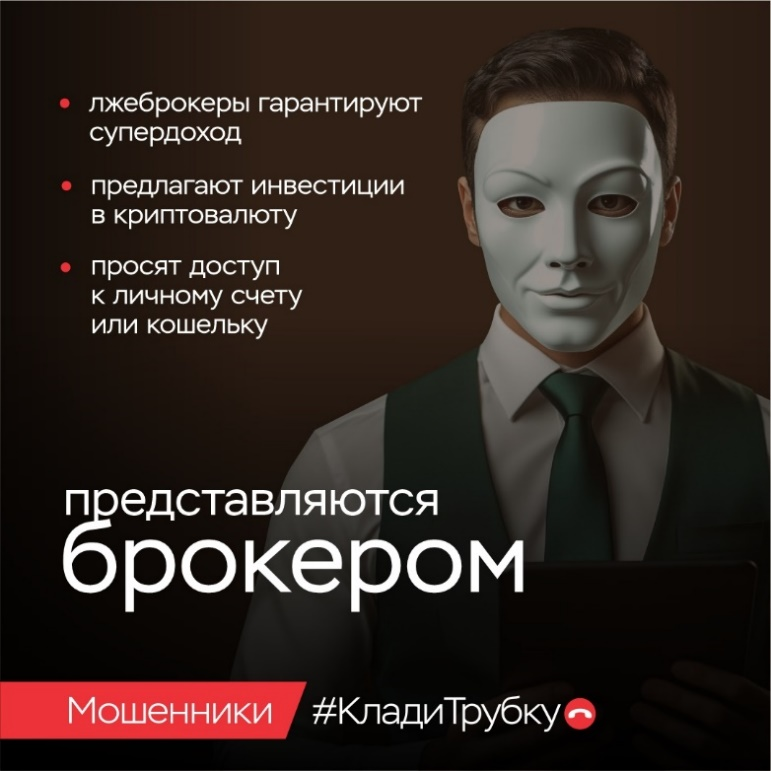 лжеброкеры гарантируют
супердоход
предлагают инвестиции
в криптовалюту
просят доступ
к личному счету
или кошельку
представляются
брокером
Мошенники #КладиТрубку